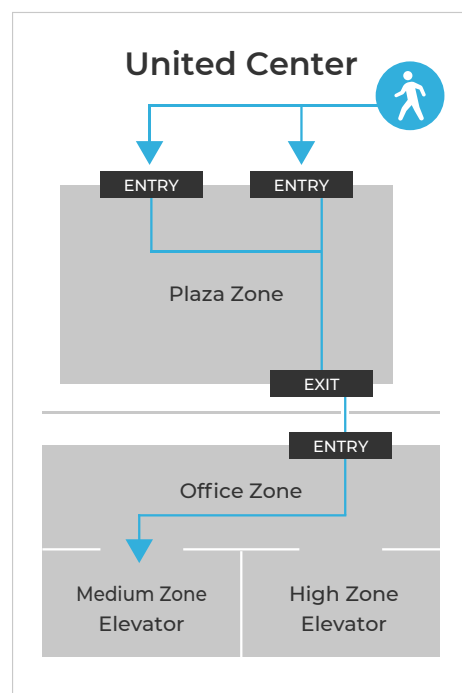 United Center
ENTRY
ENTRY
Plaza Zone
EXIT
ENTRY
Office Zone
Medium Zone
Elevator
High Zone
Elevator